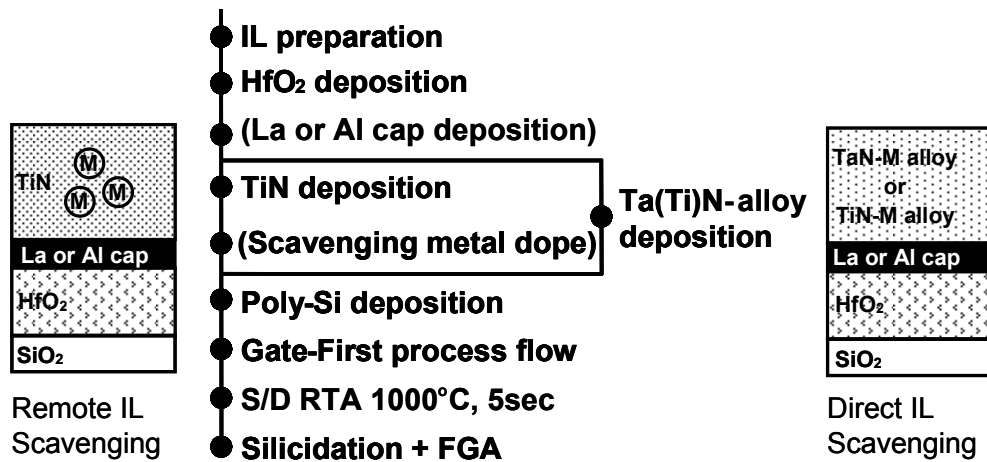 IL preparation
HfO₂ deposition
(La or Al cap deposition)
TiN deposition
(Scavenging metal dope)
Ta(Ti)N-alloy
deposition
Poly-Si deposition
Gate-First process flow
S/D RTA 1000°C, 5sec
Silicidation + FGA
M
M
M
TiN
La or Al cap
HfO₂
SiO₂
Remote IL
Scavenging
TaN-M alloy
or
TiN-M alloy
La or Al cap
HfO₂
SiO₂
Direct IL
Scavenging